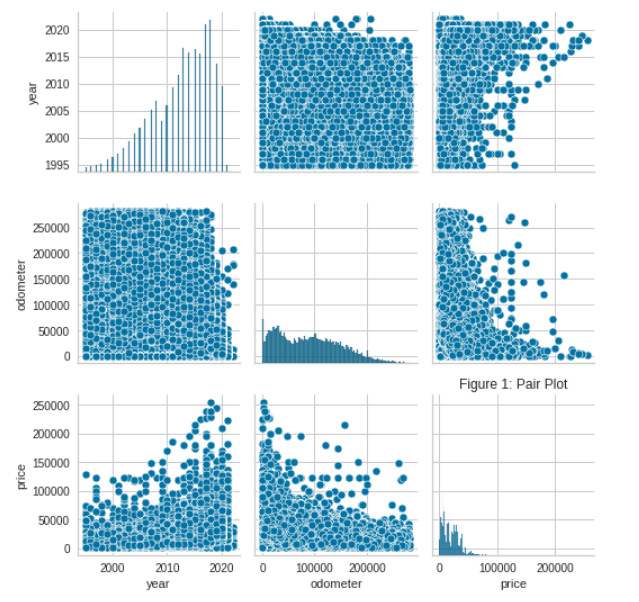 2020
2015
2010
2005
2000
1995
year
250000
200000
150000
100000
50000
0
odometer
Figure 1: Pair Plot
250000
200000
150000
100000
50000
0
price
2000 2010 2020
0 100000 200000
0 100000 200000
year odometer price